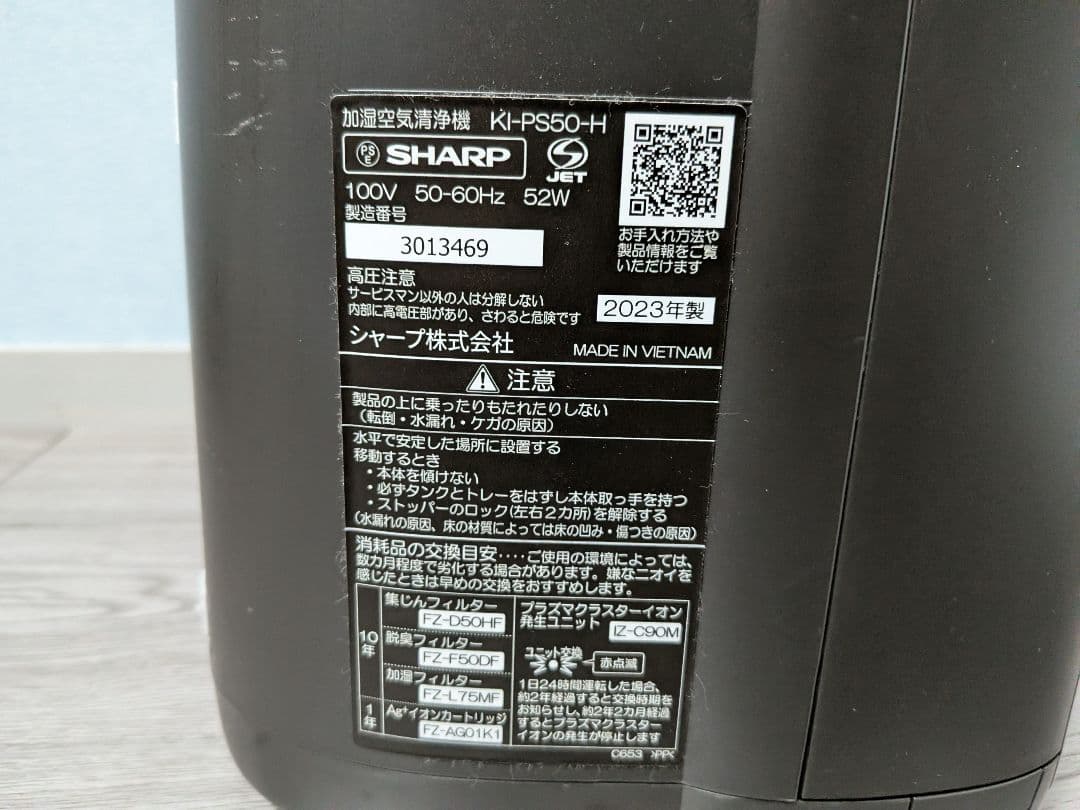 加湿空気清浄機 KI-PS50-H
PSE SHARP JET
100V 50-60Hz 52W
製造番号
3013469
お手入れ方法や
製品情報をご覧
いただけます
高圧注意
サービスマン以外の人は分解しない
内部に高電圧部があり、さわると危険です
2023年製
シャープ株式会社
MADE IN VIETNAM
注意
製品の上に乗ったりもたれたりしない
（転倒・水漏れ・ケガの原因）
水平で安定した場所に設置する
移動するとき
・本体を傾けない
・必ずタンクとトレーをはずし本体取っ手を持つ
・ストッパーのロック(左右2カ所)を解除する
（水漏れの原因、床の材質によっては床の凹み・傷つきの原因）
消耗品の交換目安‥‥ご使用の環境によっては、
数カ月程度で劣化する場合があります。嫌なニオイを
感じたときは早めの交換をおすすめします。
10年
集じんフィルター
FZ-D50HF
脱臭フィルター
FZ-F50DF
加湿フィルター
FZ-L75MF
1年
Ag+イオンカートリッジ
FZ-AG01K1
プラズマクラスターイオン
発生ユニット IZ-C90M
ユニット交換
赤点滅
1日24時間運転した場合、
約2年経過すると交換時期を
お知らせし、約2年2カ月経過
するとプラズマクラスター
イオンの発生が停止します
C653 >PP<